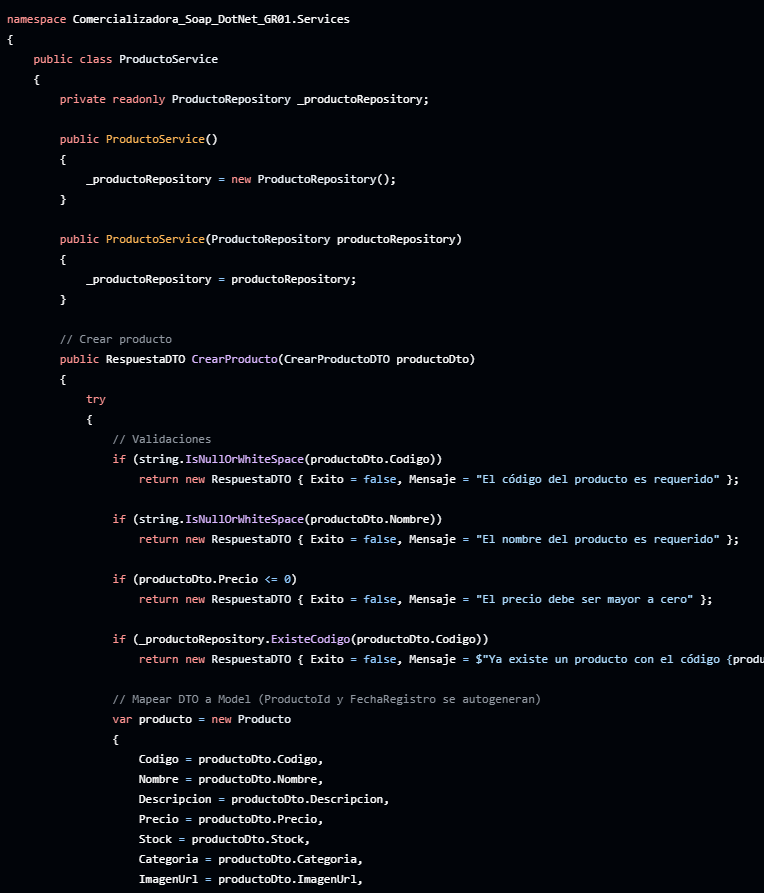 namespace Comercializadora_Soap_DotNet_GR01.Services
{
    public class ProductoService
    {
        private readonly ProductoRepository _productoRepository;

        public ProductoService()
        {
            _productoRepository = new ProductoRepository();
        }

        public ProductoService(ProductoRepository productoRepository)
        {
            _productoRepository = productoRepository;
        }

        // Crear producto
        public RespuestaDTO CrearProducto(CrearProductoDTO productoDto)
        {
            try
            {
                // Validaciones
                if (string.IsNullOrWhiteSpace(productoDto.Codigo))
                    return new RespuestaDTO { Exito = false, Mensaje = "El código del producto es requerido" };

                if (string.IsNullOrWhiteSpace(productoDto.Nombre))
                    return new RespuestaDTO { Exito = false, Mensaje = "El nombre del producto es requerido" };

                if (productoDto.Precio <= 0)
                    return new RespuestaDTO { Exito = false, Mensaje = "El precio debe ser mayor a cero" };

                if (_productoRepository.ExisteCodigo(productoDto.Codigo))
                    return new RespuestaDTO { Exito = false, Mensaje = $"Ya existe un producto con el código {produ

                // Mapear DTO a Model (ProductoId y FechaRegistro se autogeneran)
                var producto = new Producto
                {
                    Codigo = productoDto.Codigo,
                    Nombre = productoDto.Nombre,
                    Descripcion = productoDto.Descripcion,
                    Precio = productoDto.Precio,
                    Stock = productoDto.Stock,
                    Categoria = productoDto.Categoria,
                    ImagenUrl = productoDto.ImagenUrl,